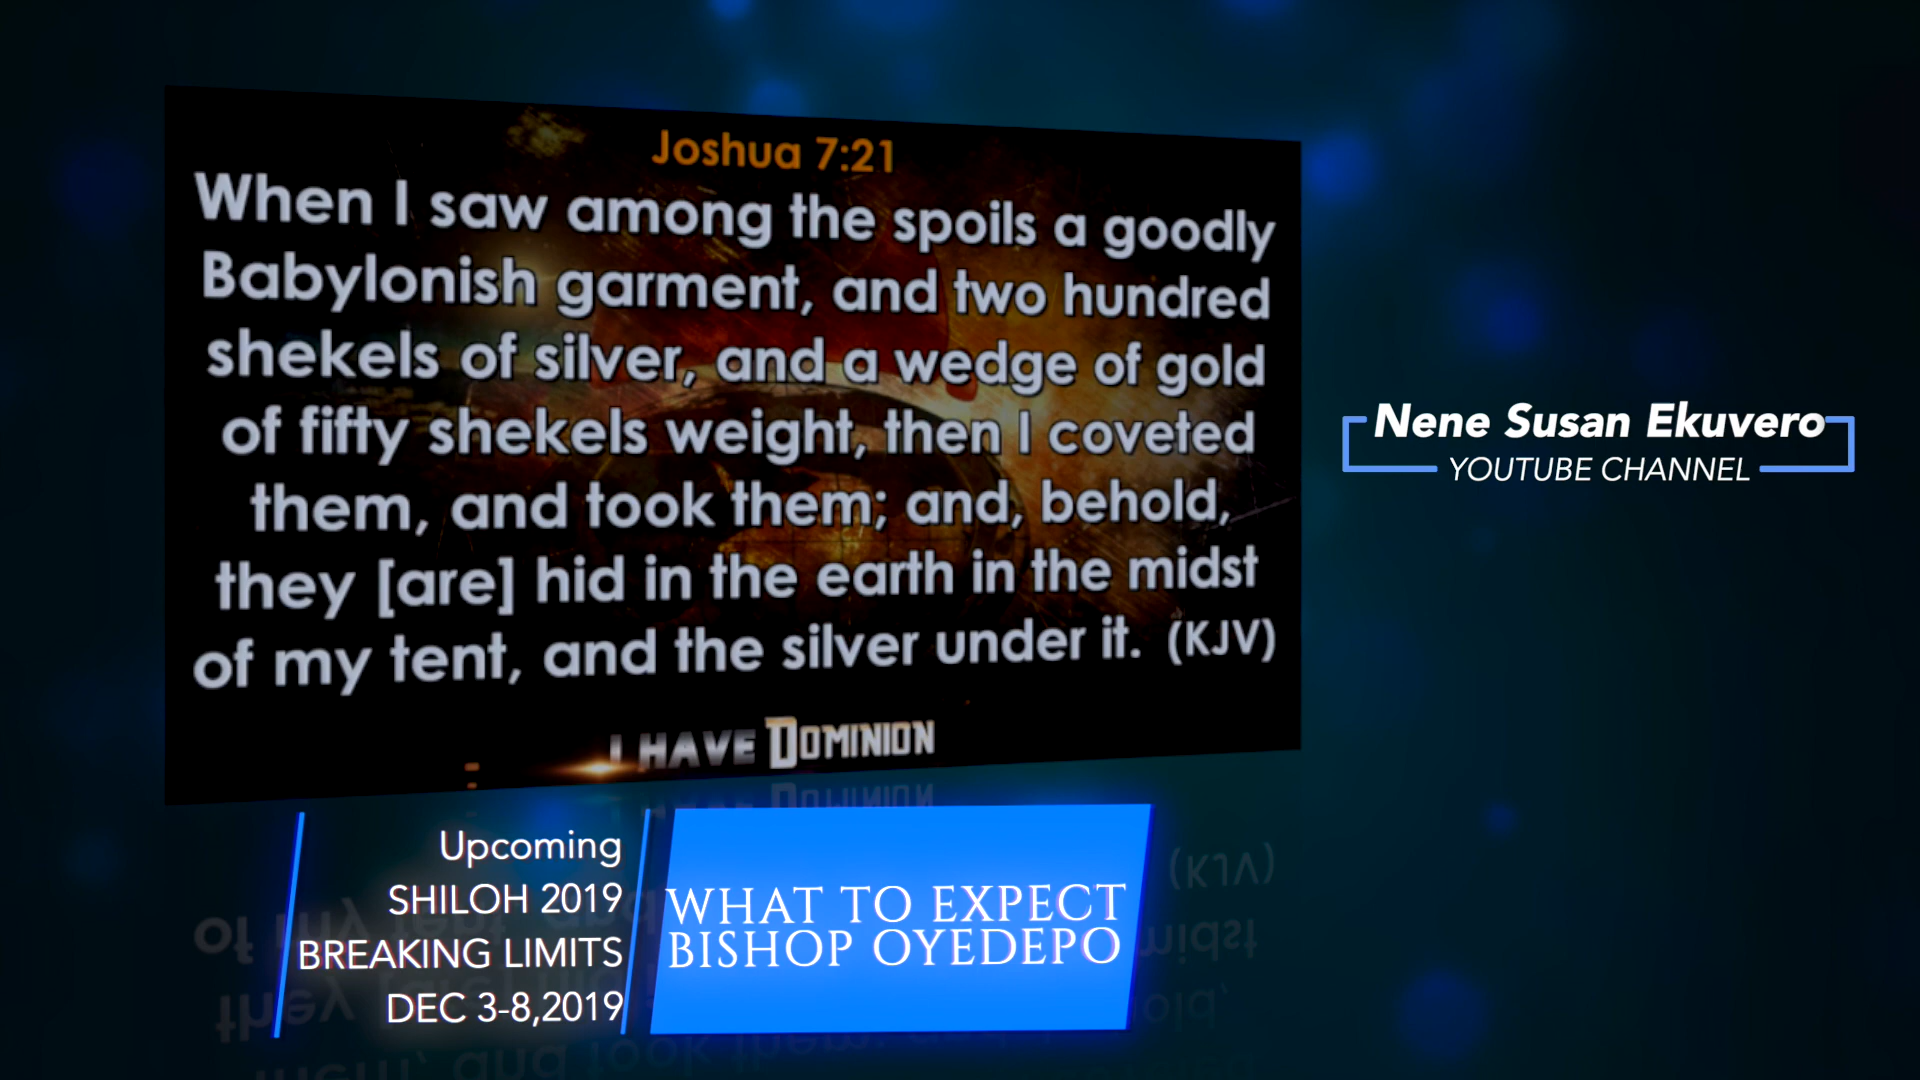 Joshua 7:21
When I saw among the spoils a goodly
Babylonish garment, and two hundred
shekels of silver, and a wedge of gold
of fifty shekels weight, then I coveted
them, and took them; and, behold,
they [are] hid in the earth in the midst
of my tent, and the silver under it. (KJV)
I HAVE DOMINION
Nene Susan Ekuvero
YOUTUBE CHANNEL
Upcoming
SHILOH 2019
BREAKING LIMITS
DEC 3-8,2019
WHAT TO EXPECT
BISHOP OYEDEPO